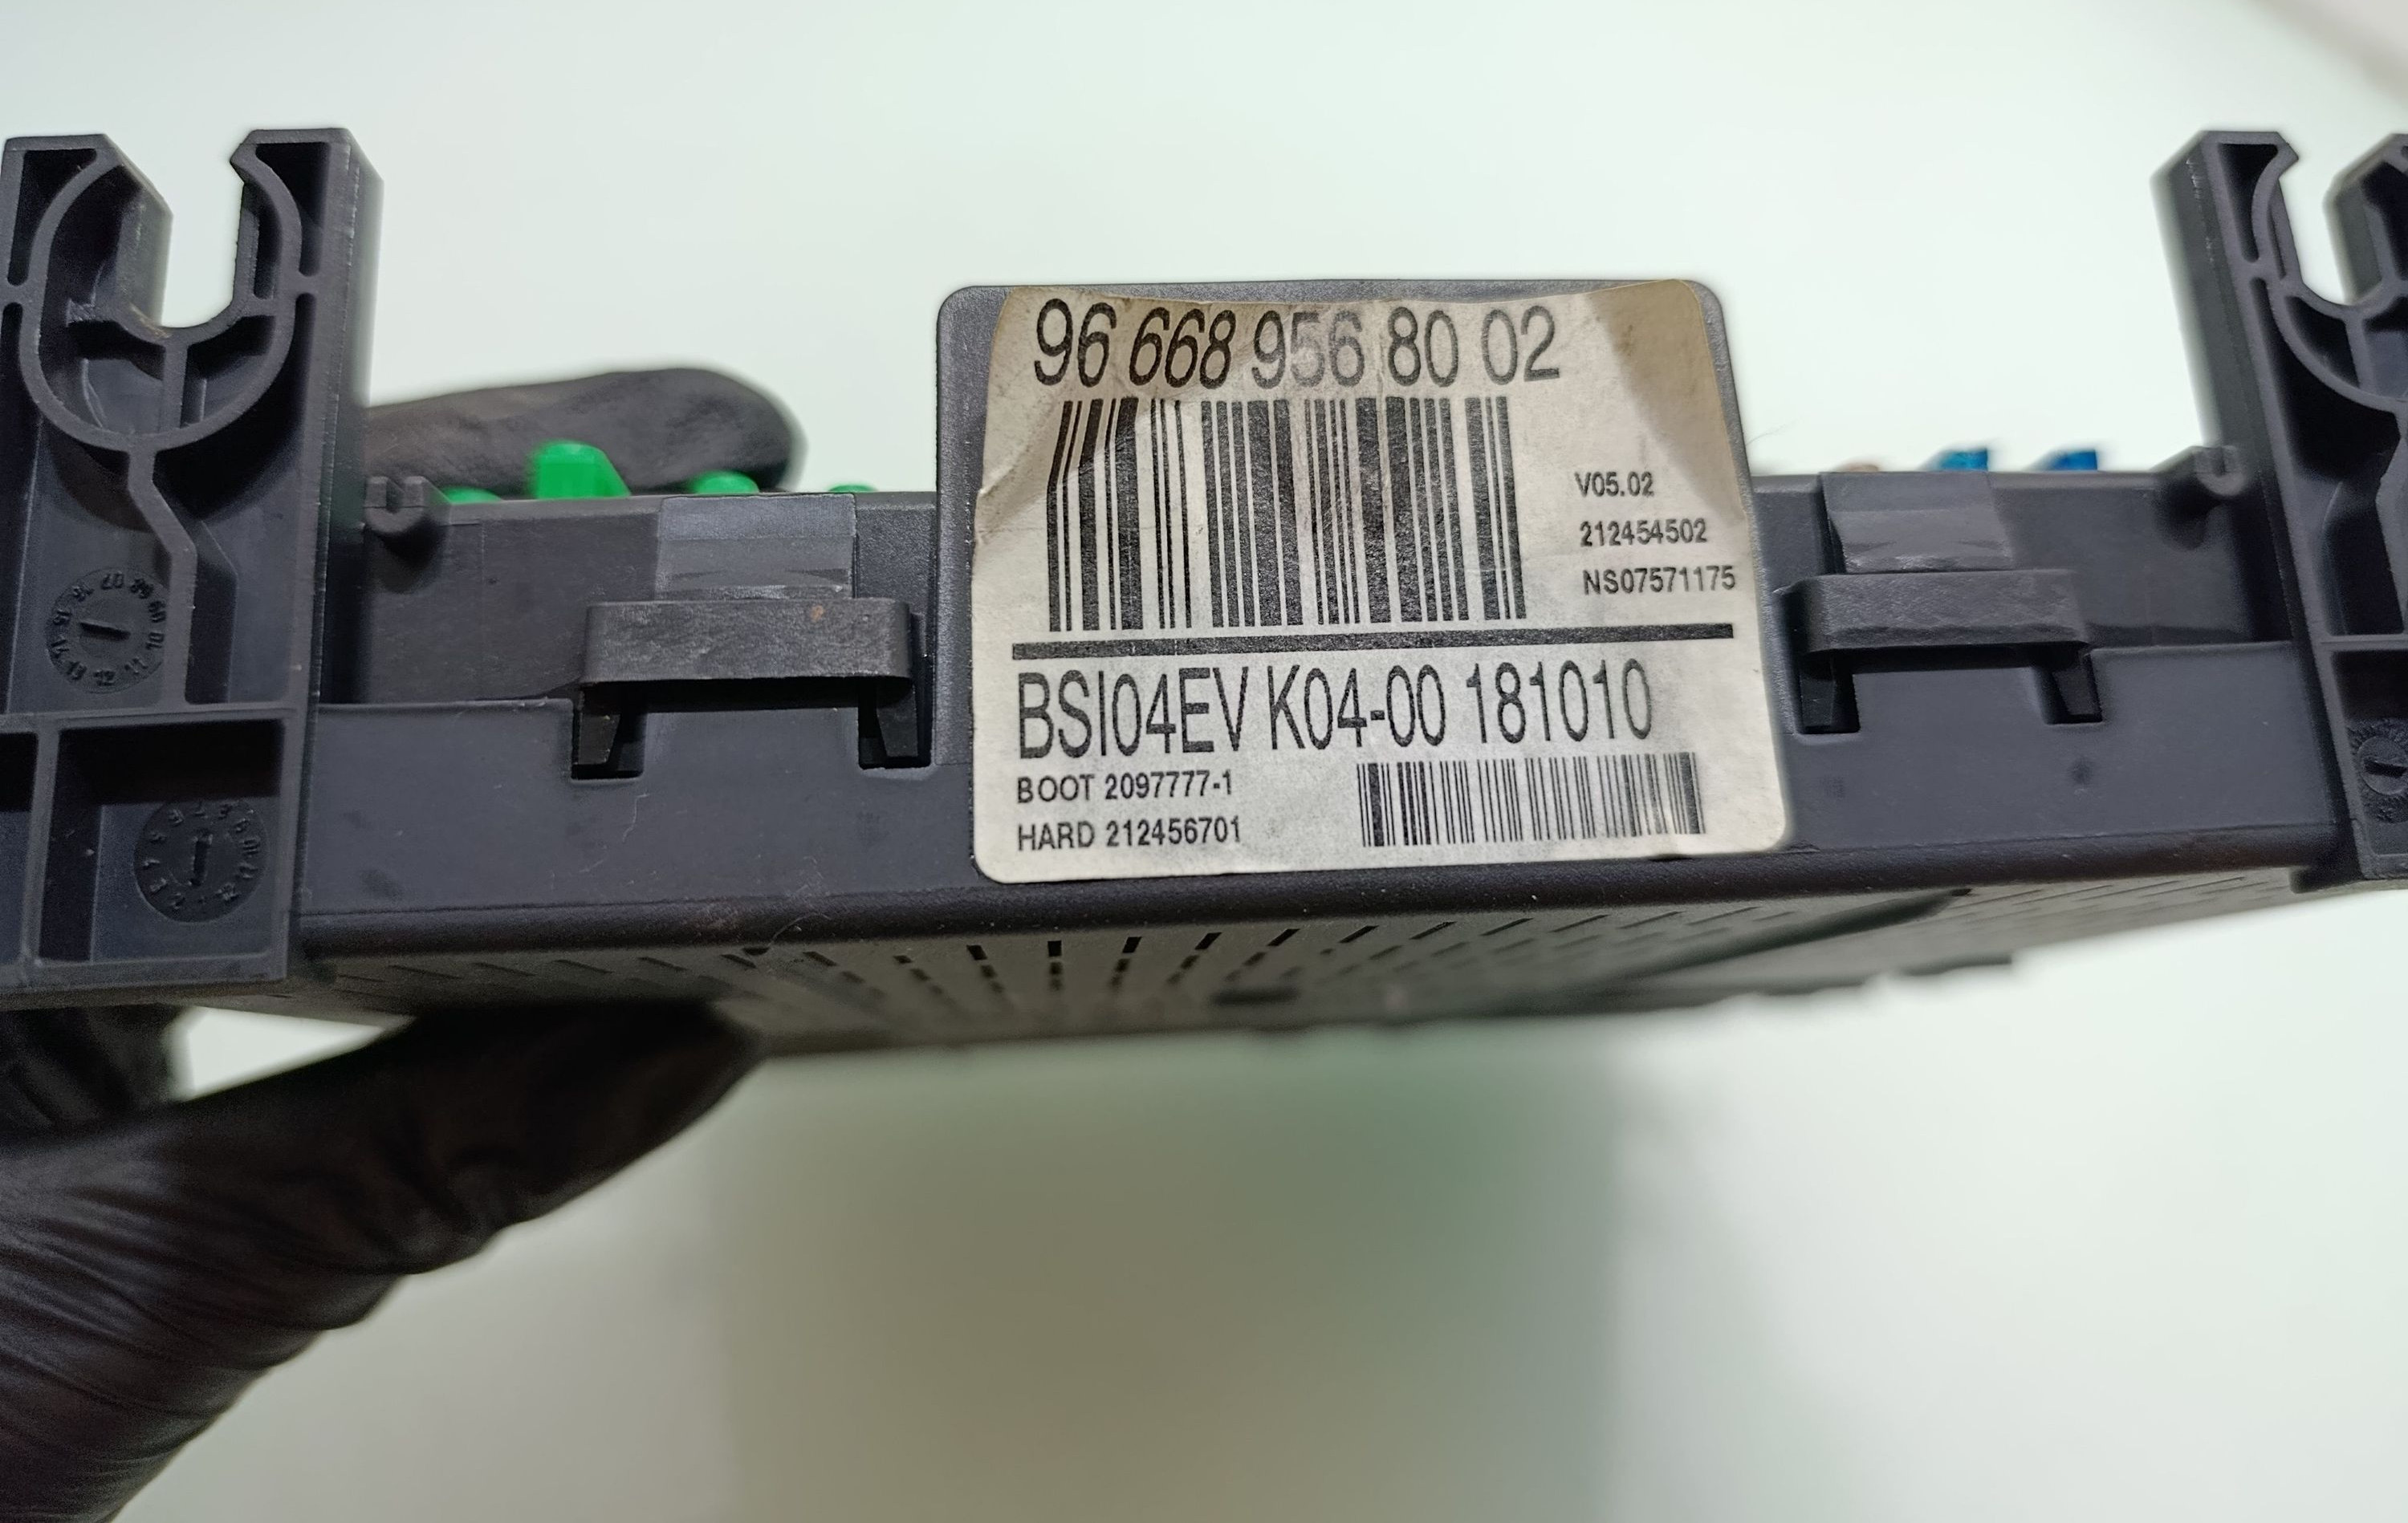 96 668 956 80 02
V05.02
212454502
NS07571175
BSI04EV K04-00 181010
BOOT 2097777-1
HARD 212456701